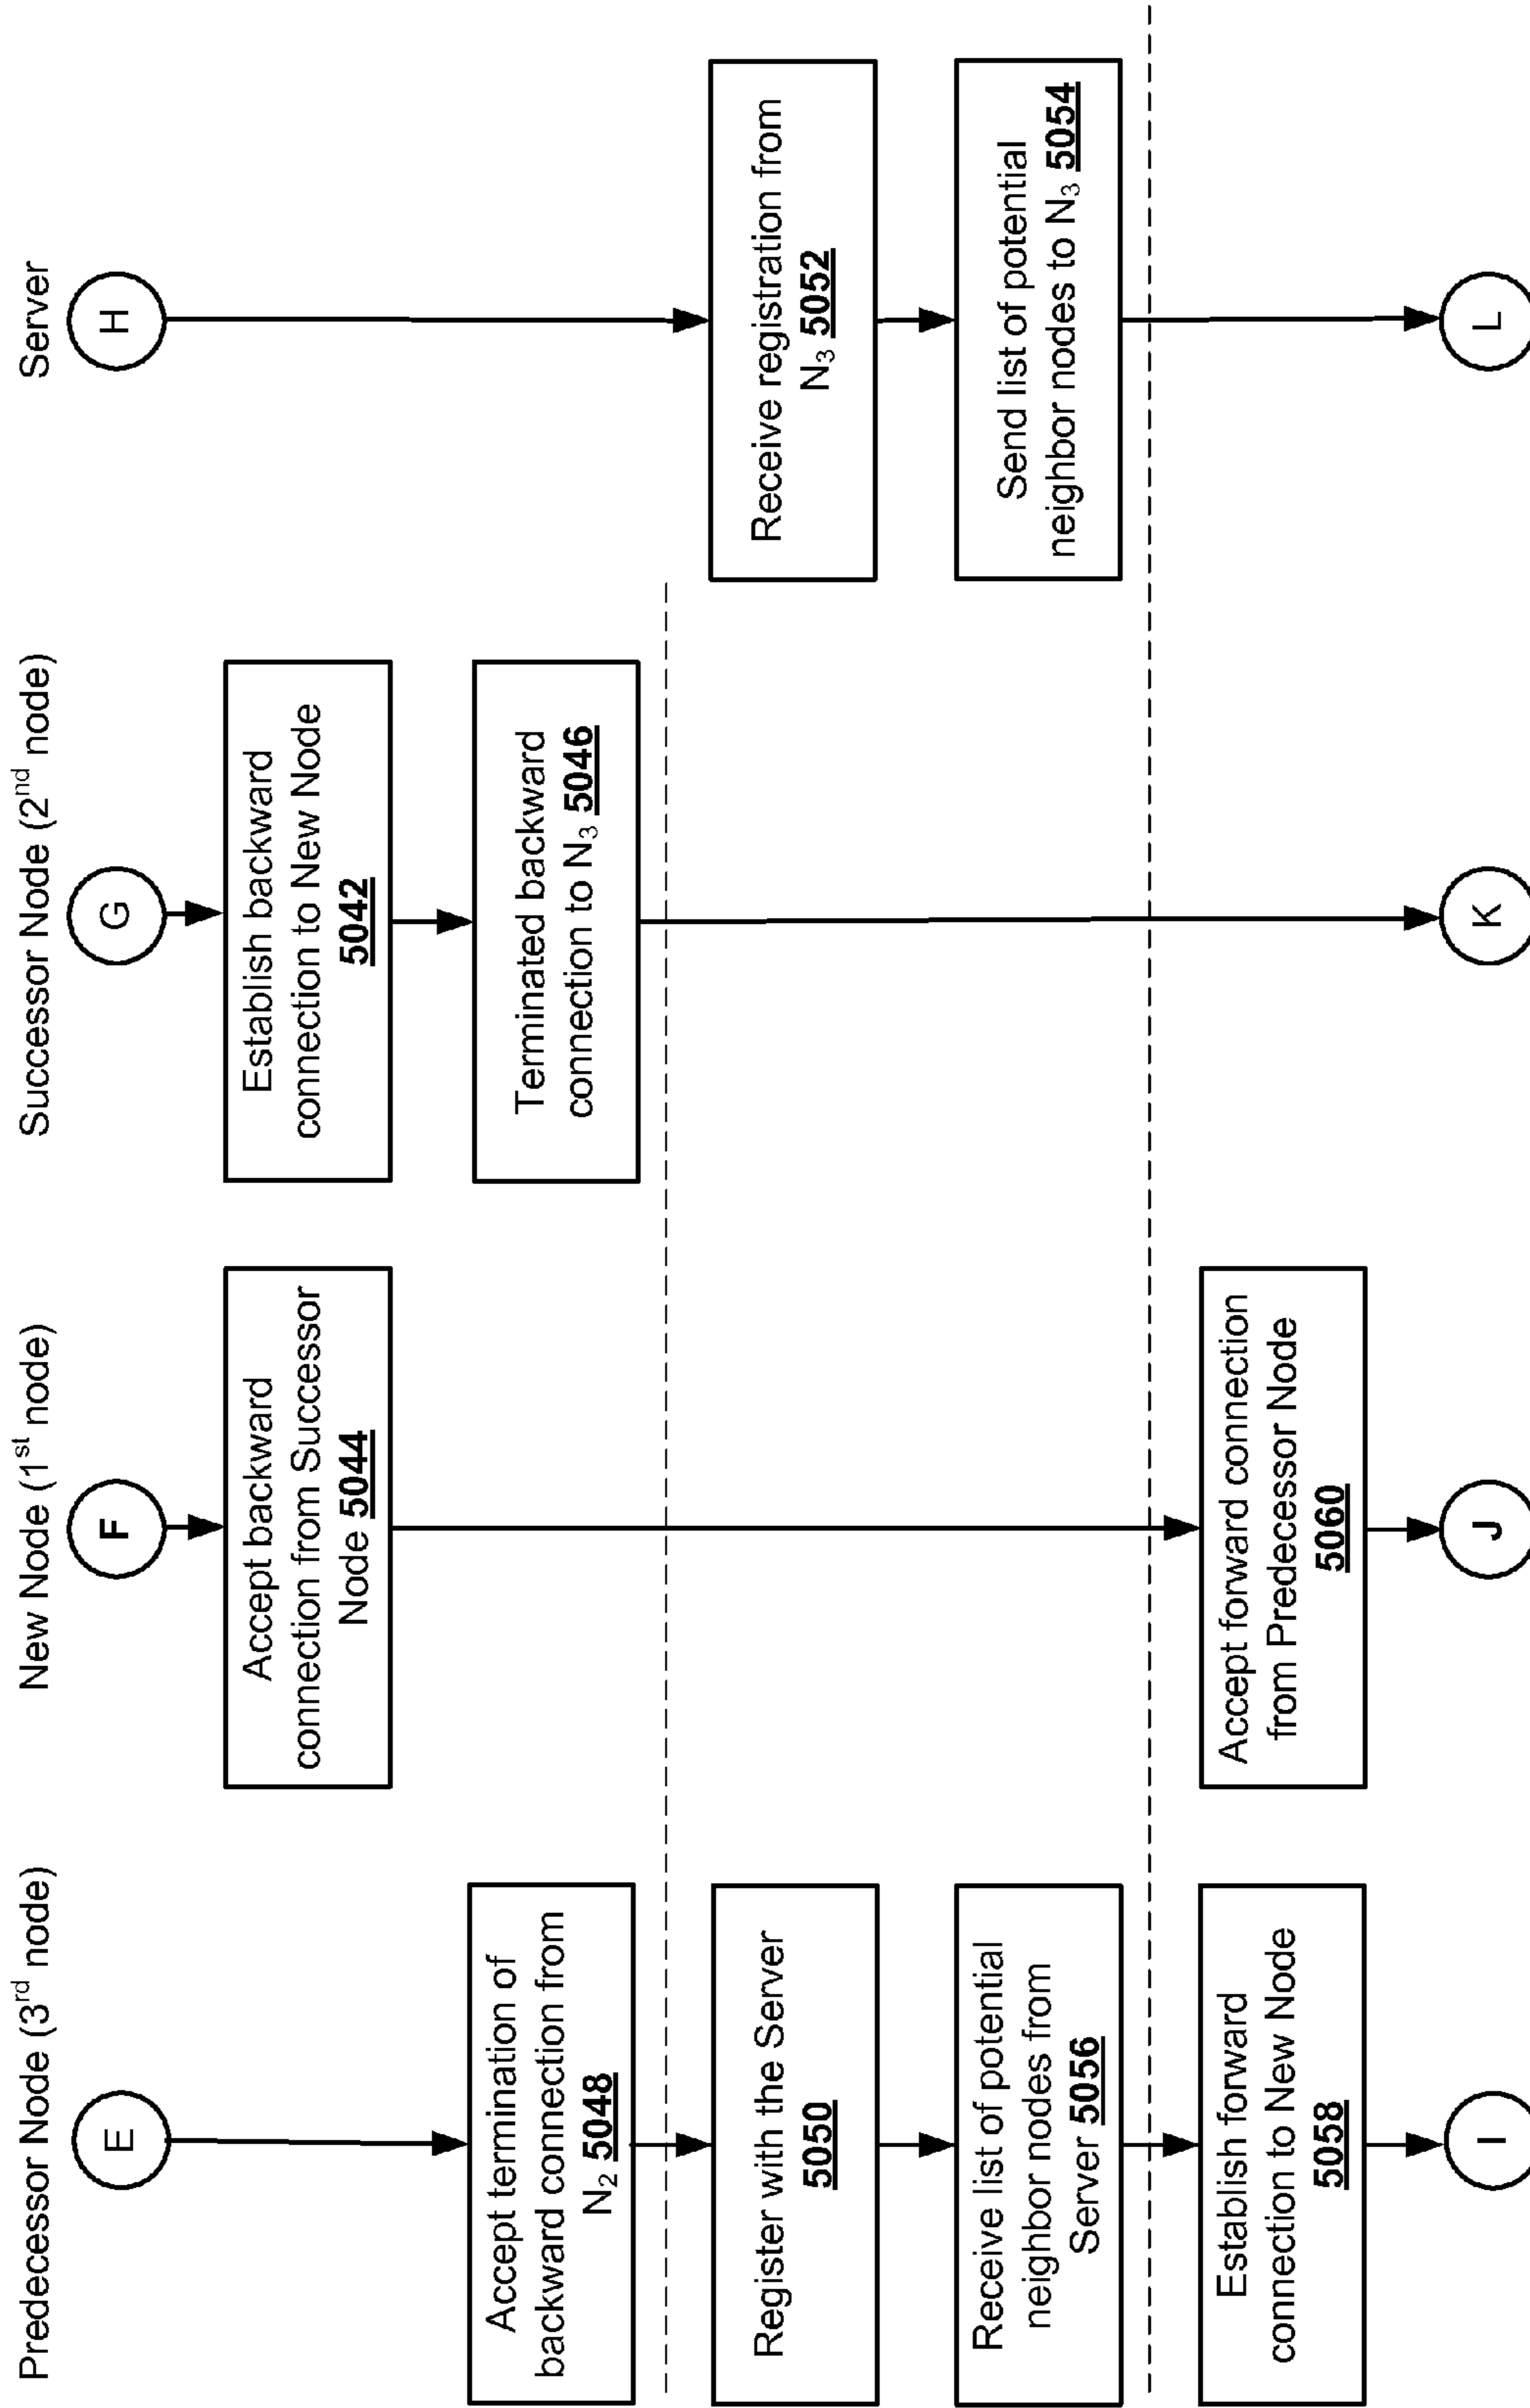 Predecessor Node (3rd node)
E
Accept termination of
backward connection from
N2 5048
Register with the Server
5050
Receive list of potential
neighbor nodes from
Server 5056
Establish forward
connection to New Node
5058
I
New Node (1st node)
F
Accept backward
connection from Successor
Node 5044
Accept forward connection
from Predecessor Node
5060
J
Successor Node (2nd node)
G
Establish backward
connection to New Node
5042
Terminated backward
connection to N3 5046
K
Server
H
Receive registration from
N3 5052
Send list of potential
neighbor nodes to N3 5054
L